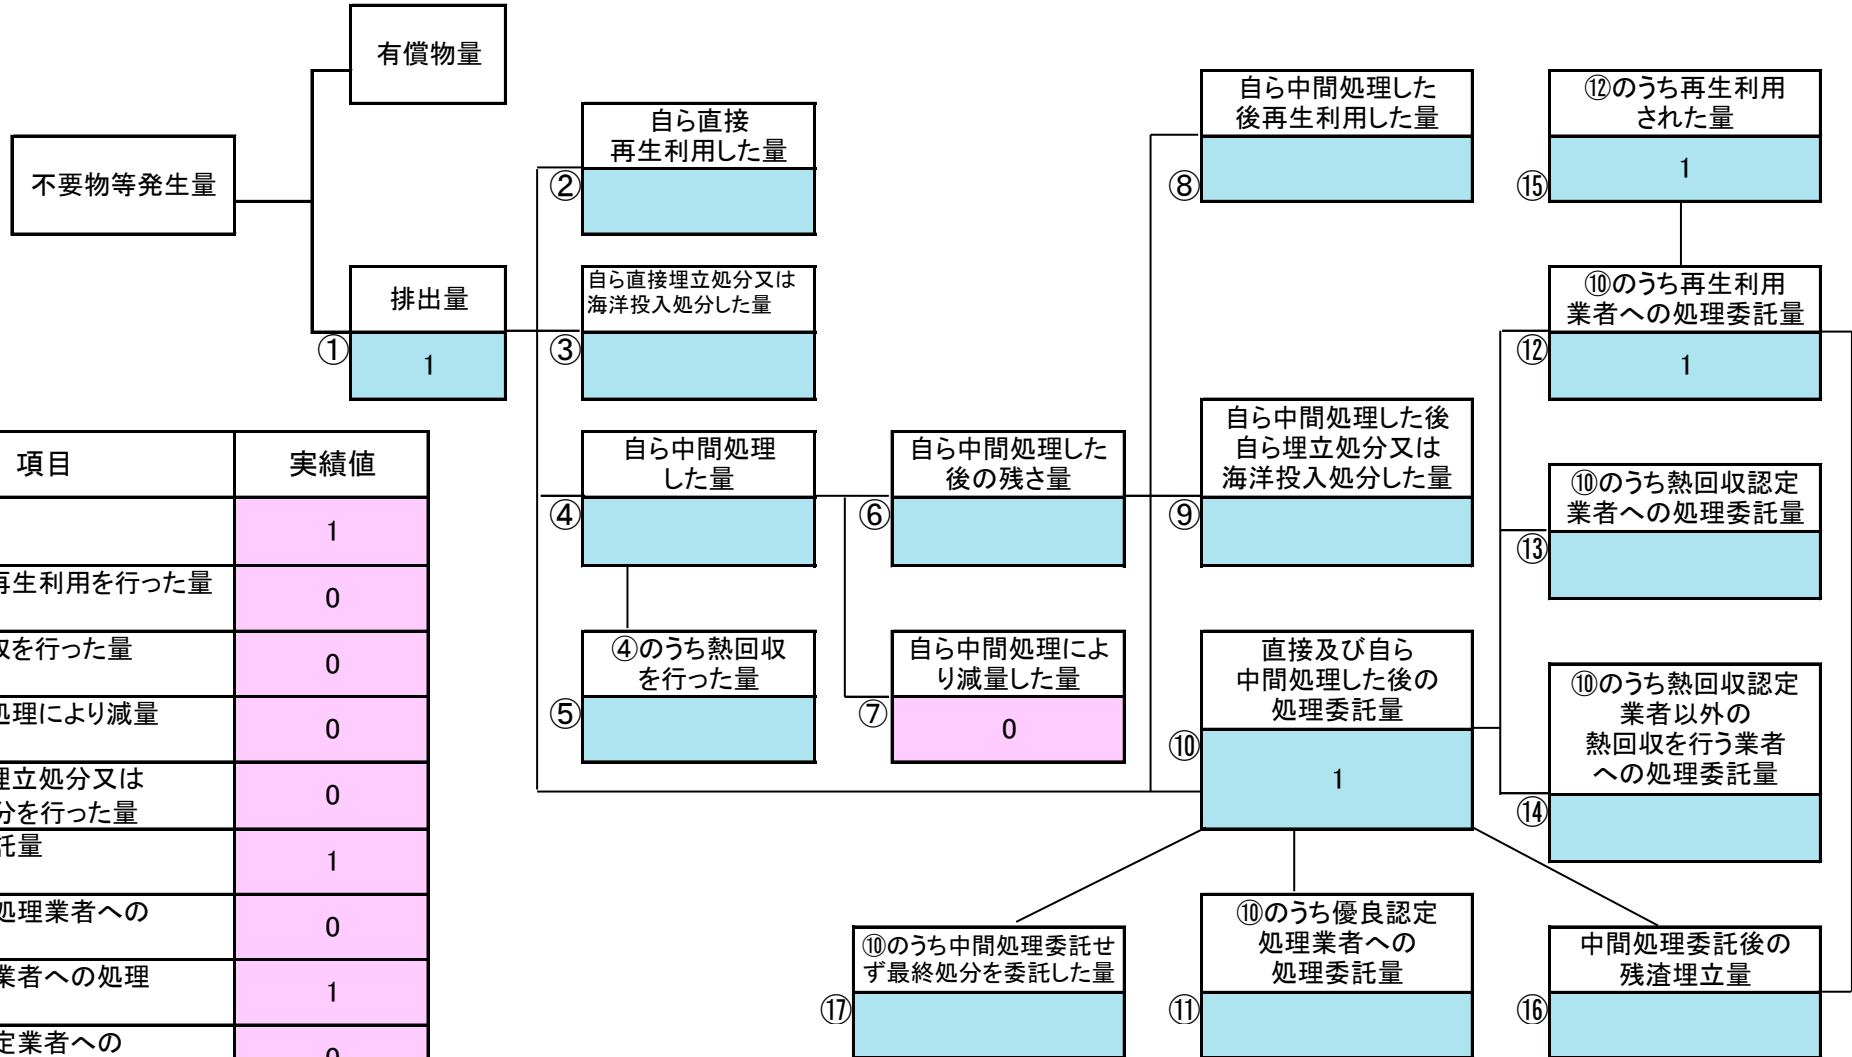 有償物量
不要物等発生量
排出量
①
1
自ら直接
再生利用した量
②
自ら直接埋立処分又は
海洋投入処分した量
③
自ら中間処理
した量
④
④のうち熱回収
を行った量
⑤
自ら中間処理した
後の残さ量
⑥
自ら中間処理によ
り減量した量
⑦
0
自ら中間処理した
後再生利用した量
⑧
自ら中間処理した後
自ら埋立処分又は
海洋投入処分した量
⑨
直接及び自ら
中間処理した後の
処理委託量
⑩
1
⑫のうち再生利用
された量
⑮
1
⑩のうち再生利用
業者への処理委託量
⑫
1
⑩のうち熱回収認定
業者への処理委託量
⑬
⑩のうち熱回収認定
業者以外の
熱回収を行う業者
への処理委託量
⑭
⑩のうち中間処理委託せ
ず最終処分を委託した量
⑰
⑩のうち優良認定
処理業者への
処理委託量
⑪
中間処理委託後の
残渣埋立量
⑯
項目 実績値
1
再生利用を行った量
0
を行った量
0
処理により減量
0
埋立処分又は
分を行った量
0
託量
1
処理業者への
0
業者への処理
1
定業者への
0